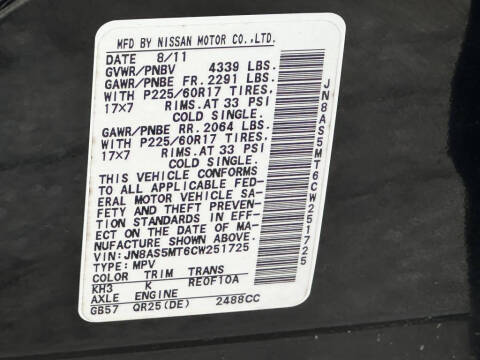 MFD BY NISSAN MOTOR CO.,LTD.
DATE 8/11
GVWR/PNBV 4339 LBS.
GAWR/PNBE FR. 2291 LBS.
WITH P225/60R17 TIRES,
17X7 RIMS.AT 33 PSI
COLD SINGLE.
GAWR/PNBE RR. 2064 LBS.
WITH P225/60R17 TIRES,
17X7 RIMS.AT 33 PSI
COLD SINGLE.
THIS VEHICLE CONFORMS
TO ALL APPLICABLE FED-
ERAL MOTOR VEHICLE SA-
FETY AND THEFT PREVEN-
TION STANDARDS IN EFF-
ECT ON THE DATE OF MA-
NUFACTURE SHOWN ABOVE.
VIN: JN8AS5MT6CW251725
TYPE: MPV
COLOR TRIM TRANS
KH3 K RE0F10A
AXLE ENGINE
GB57 QR25(DE) 2488CC
JN8AS5MT6CW251725